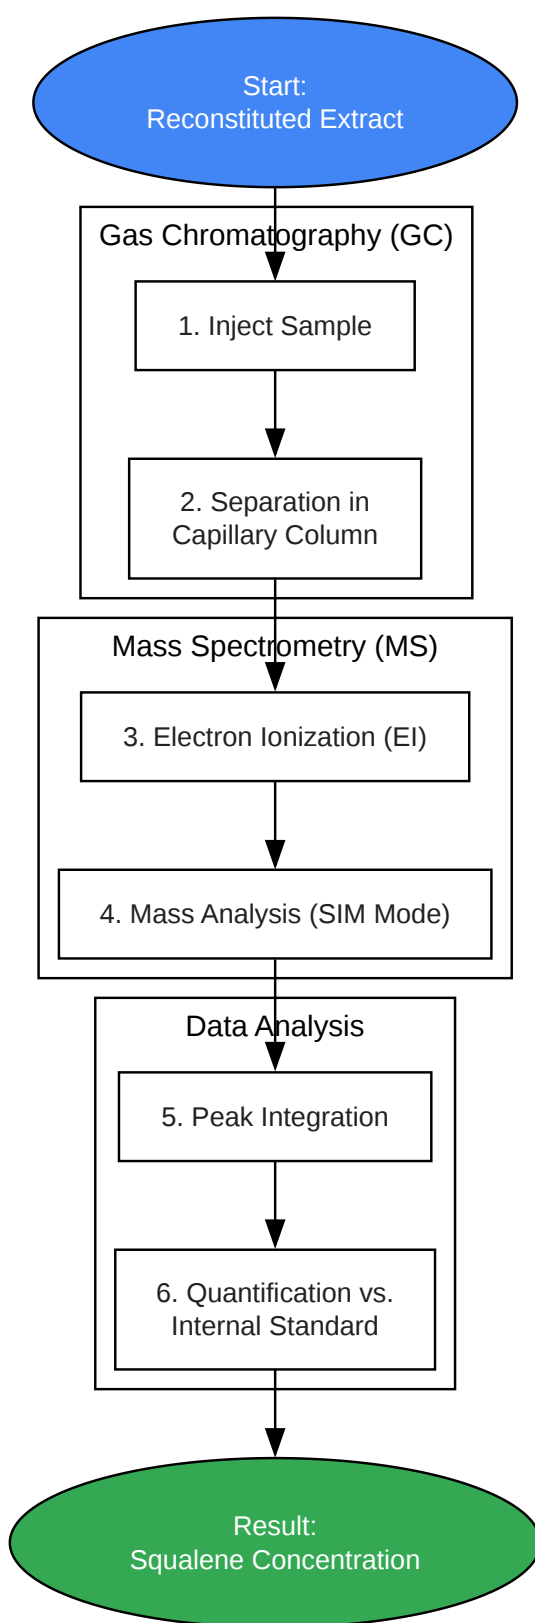 Start:
Reconstituted Extract
Gas Chromatography (GC)
1. Inject Sample
2. Separation in
Capillary Column
Mass Spectrometry (MS)
3. Electron Ionization (EI)
4. Mass Analysis (SIM Mode)
Data Analysis
5. Peak Integration
6. Quantification vs.
Internal Standard
Result:
Squalene Concentration